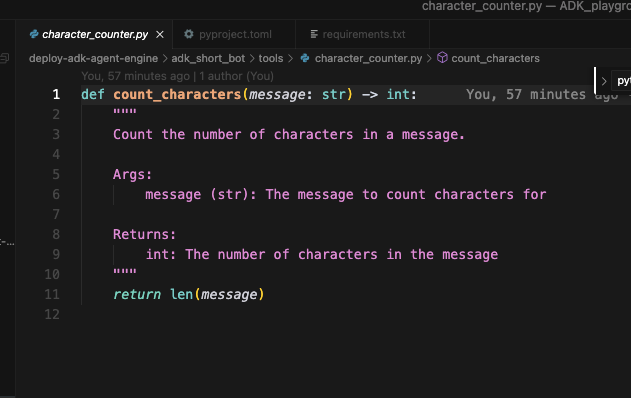 character_counter.py — ADK_playgro
character_counter.py × pyproject.toml requirements.txt
deploy-adk-agent-engine > adk_short_bot > tools > character_counter.py > count_characters
You, 57 minutes ago | 1 author (You)
1 def count_characters(message: str) -> int: You, 57 minutes ago
> pyt
2 """
3 Count the number of characters in a message.
4
5 Args:
6 message (str): The message to count characters for
7
8 Returns:
9 int: The number of characters in the message
10 """
11 return len(message)
12
t-...